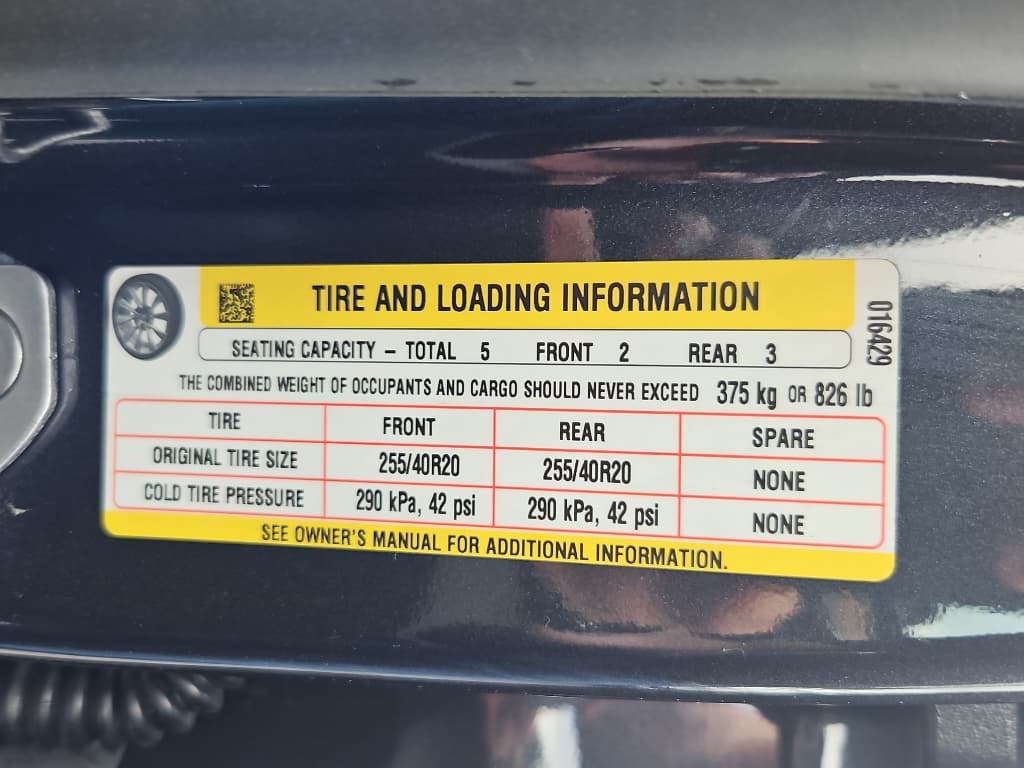 TIRE AND LOADING INFORMATION
016429
SEATING CAPACITY – TOTAL 5 FRONT 2 REAR 3
THE COMBINED WEIGHT OF OCCUPANTS AND CARGO SHOULD NEVER EXCEED 375 kg OR 826 lb
TIRE FRONT REAR SPARE
ORIGINAL TIRE SIZE 255/40R20 255/40R20 NONE
COLD TIRE PRESSURE 290 kPa, 42 psi 290 kPa, 42 psi NONE
SEE OWNER'S MANUAL FOR ADDITIONAL INFORMATION.